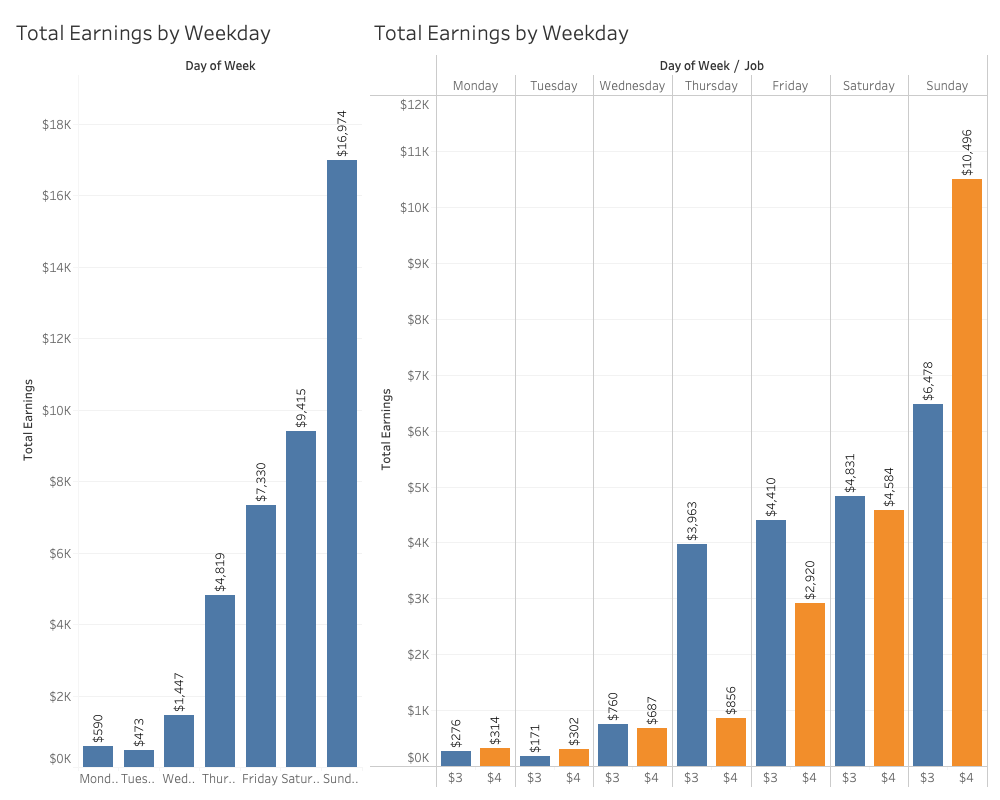 Total Earnings by Weekday
Day of Week
$18K
$16K
$14K
$12K
$10K
$8K
$6K
$4K
$2K
$0K
Total Earnings
$590
$473
$1,447
$4,819
$7,330
$9,415
$16,974
Mond.. Tues.. Wed.. Thur.. Friday Satur.. Sund..
Total Earnings by Weekday
Day of Week / Job
Monday Tuesday Wednesday Thursday Friday Saturday Sunday
$12K
$11K
$10K
$9K
$8K
$7K
$6K
$5K
$4K
$3K
$2K
$1K
$0K
Total Earnings
$276
$314
$171
$302
$760
$687
$3,963
$856
$4,410
$2,920
$4,831
$4,584
$6,478
$10,496
$3 $4 $3 $4 $3 $4 $3 $4 $3 $4 $3 $4 $3 $4